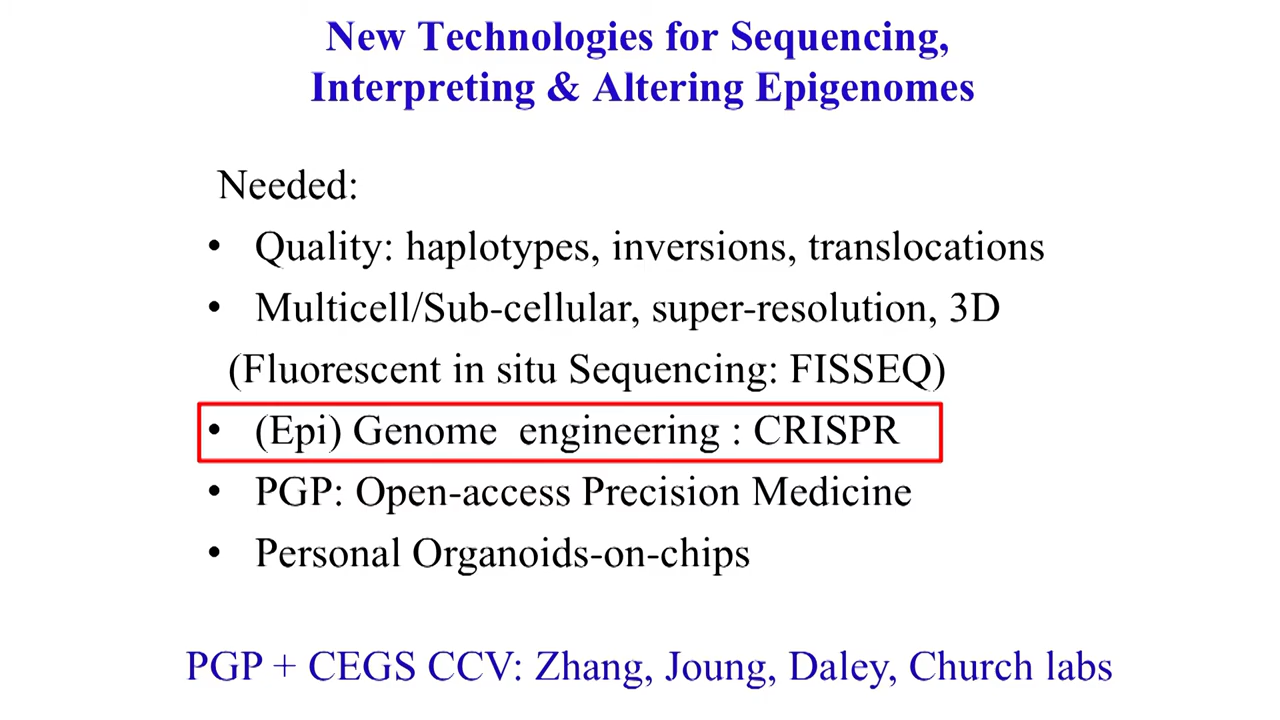 New Technologies for Sequencing,
Interpreting & Altering Epigenomes
Needed:
• Quality: haplotypes, inversions, translocations
• Multicell/Sub-cellular, super-resolution, 3D
(Fluorescent in situ Sequencing: FISSEQ)
• (Epi) Genome  engineering : CRISPR
• PGP: Open-access Precision Medicine
• Personal Organoids-on-chips
PGP + CEGS CCV: Zhang, Joung, Daley, Church labs